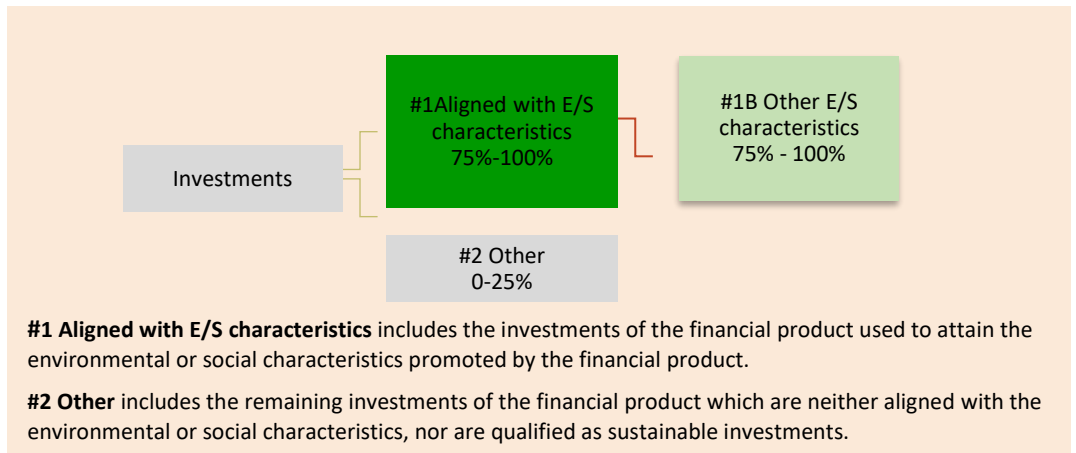 #1Aligned with E/S
characteristics
75%-100%
#1B Other E/S
characteristics
75% - 100%
Investments
#2 Other
0-25%
#1 Aligned with E/S characteristics includes the investments of the financial product used to attain the
environmental or social characteristics promoted by the financial product.
#2 Other includes the remaining investments of the financial product which are neither aligned with the
environmental or social characteristics, nor are qualified as sustainable investments.